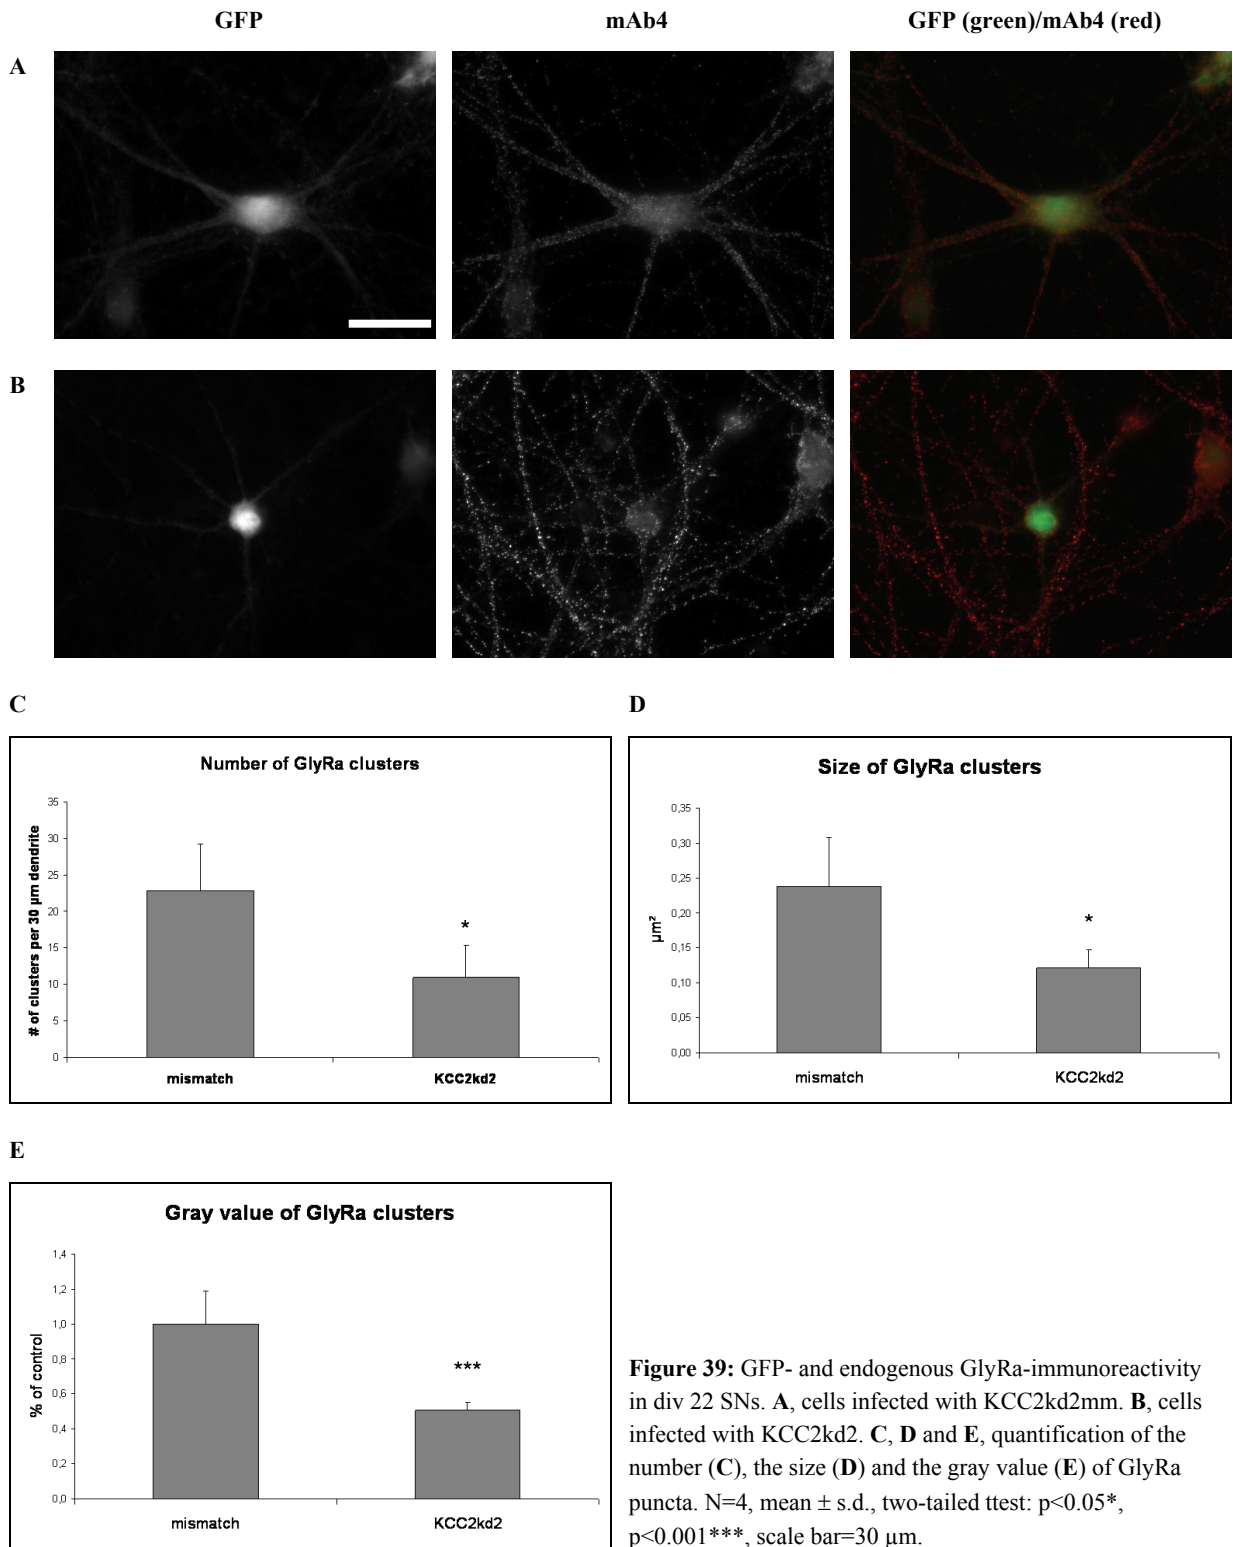 GFP mAb4 GFP (green)/mAb4 (red)
A
B
C
D
Number of GlyRa clusters
# of clusters per 30 µm dendrite
35
30
25
20
15
10
5
0
*
mismatch KCC2kd2
Size of GlyRa clusters
µm²
0,35
0,30
0,25
0,20
0,15
0,10
0,05
0,00
*
mismatch KCC2kd2
E
Gray value of GlyRa clusters
% of control
1,4
1,2
1,0
0,8
0,6
0,4
0,2
0,0
***
mismatch KCC2kd2
Figure 39: GFP- and endogenous GlyRa-immunoreactivity
in div 22 SNs. A, cells infected with KCC2kd2mm. B, cells
infected with KCC2kd2. C, D and E, quantification of the
number (C), the size (D) and the gray value (E) of GlyRa
puncta. N=4, mean ± s.d., two-tailed ttest: p<0.05*,
p<0.001***, scale bar=30 µm.